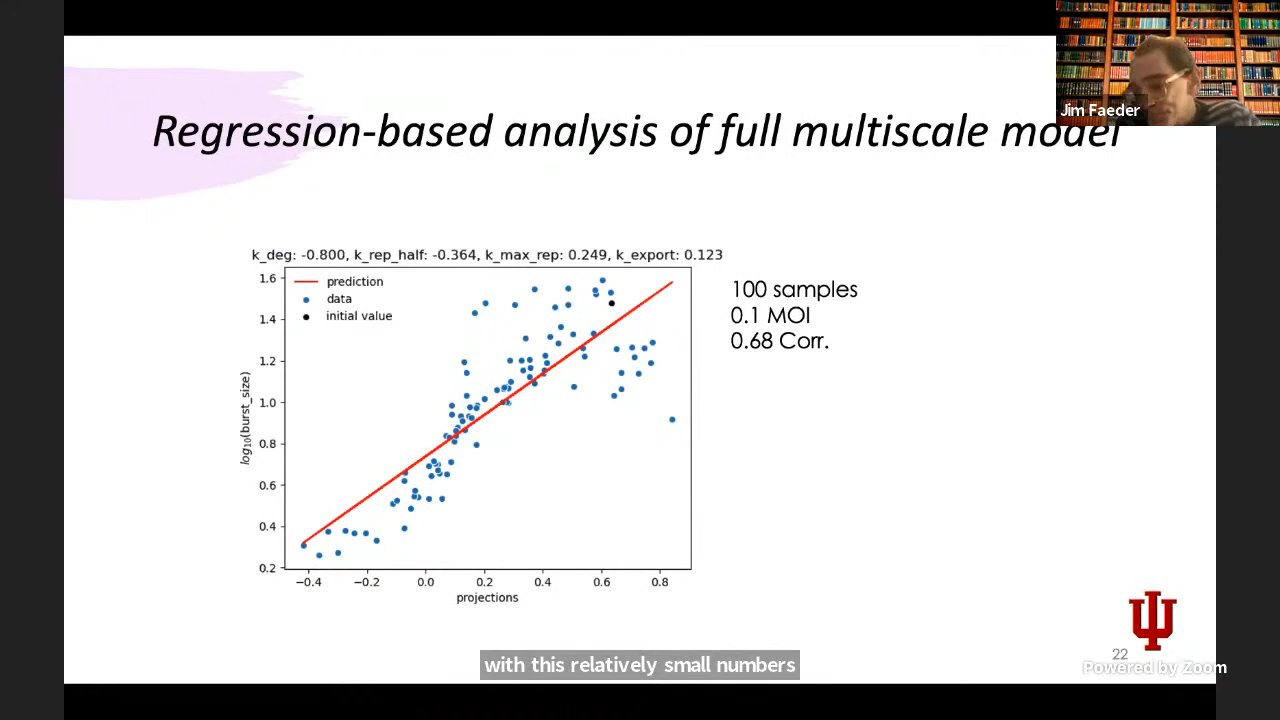 Jim Faeder
Regression-based analysis of full multiscale model
k_deg: -0.800, k_rep_half: -0.364, k_max_rep: 0.249, k_export: 0.123
prediction
data
initial value
1.6
1.4
1.2
1.0
0.8
0.6
0.4
0.2
log10(burst_size)
−0.4 −0.2 0.0 0.2 0.4 0.6 0.8
projections
100 samples
0.1 MOI
0.68 Corr.
22
Powered by Zoom
with this relatively small numbers